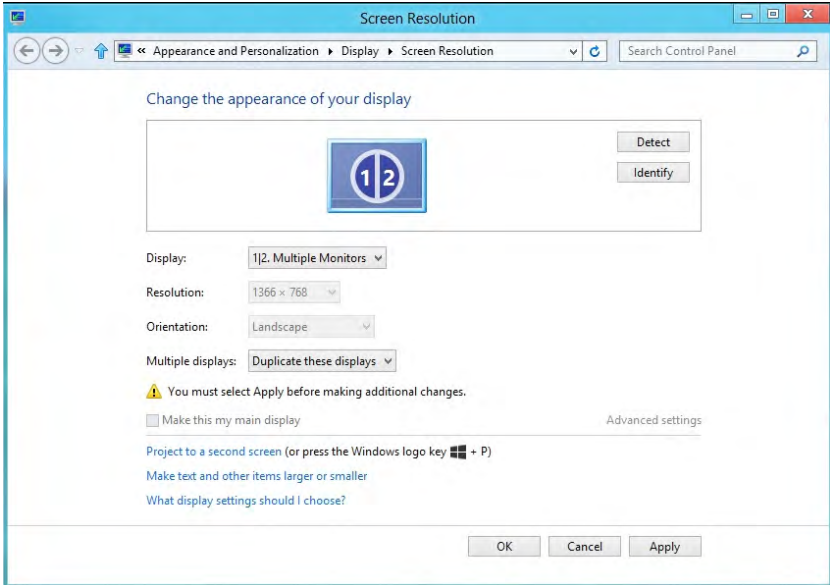 Screen Resolution
« Appearance and Personalization ▸ Display ▸ Screen Resolution
Search Control Panel
Change the appearance of your display
1|2
Detect
Identify
Display: 1|2. Multiple Monitors
Resolution: 1366 × 768
Orientation: Landscape
Multiple displays: Duplicate these displays
You must select Apply before making additional changes.
Make this my main display Advanced settings
Project to a second screen (or press the Windows logo key + P)
Make text and other items larger or smaller
What display settings should I choose?
OK Cancel Apply